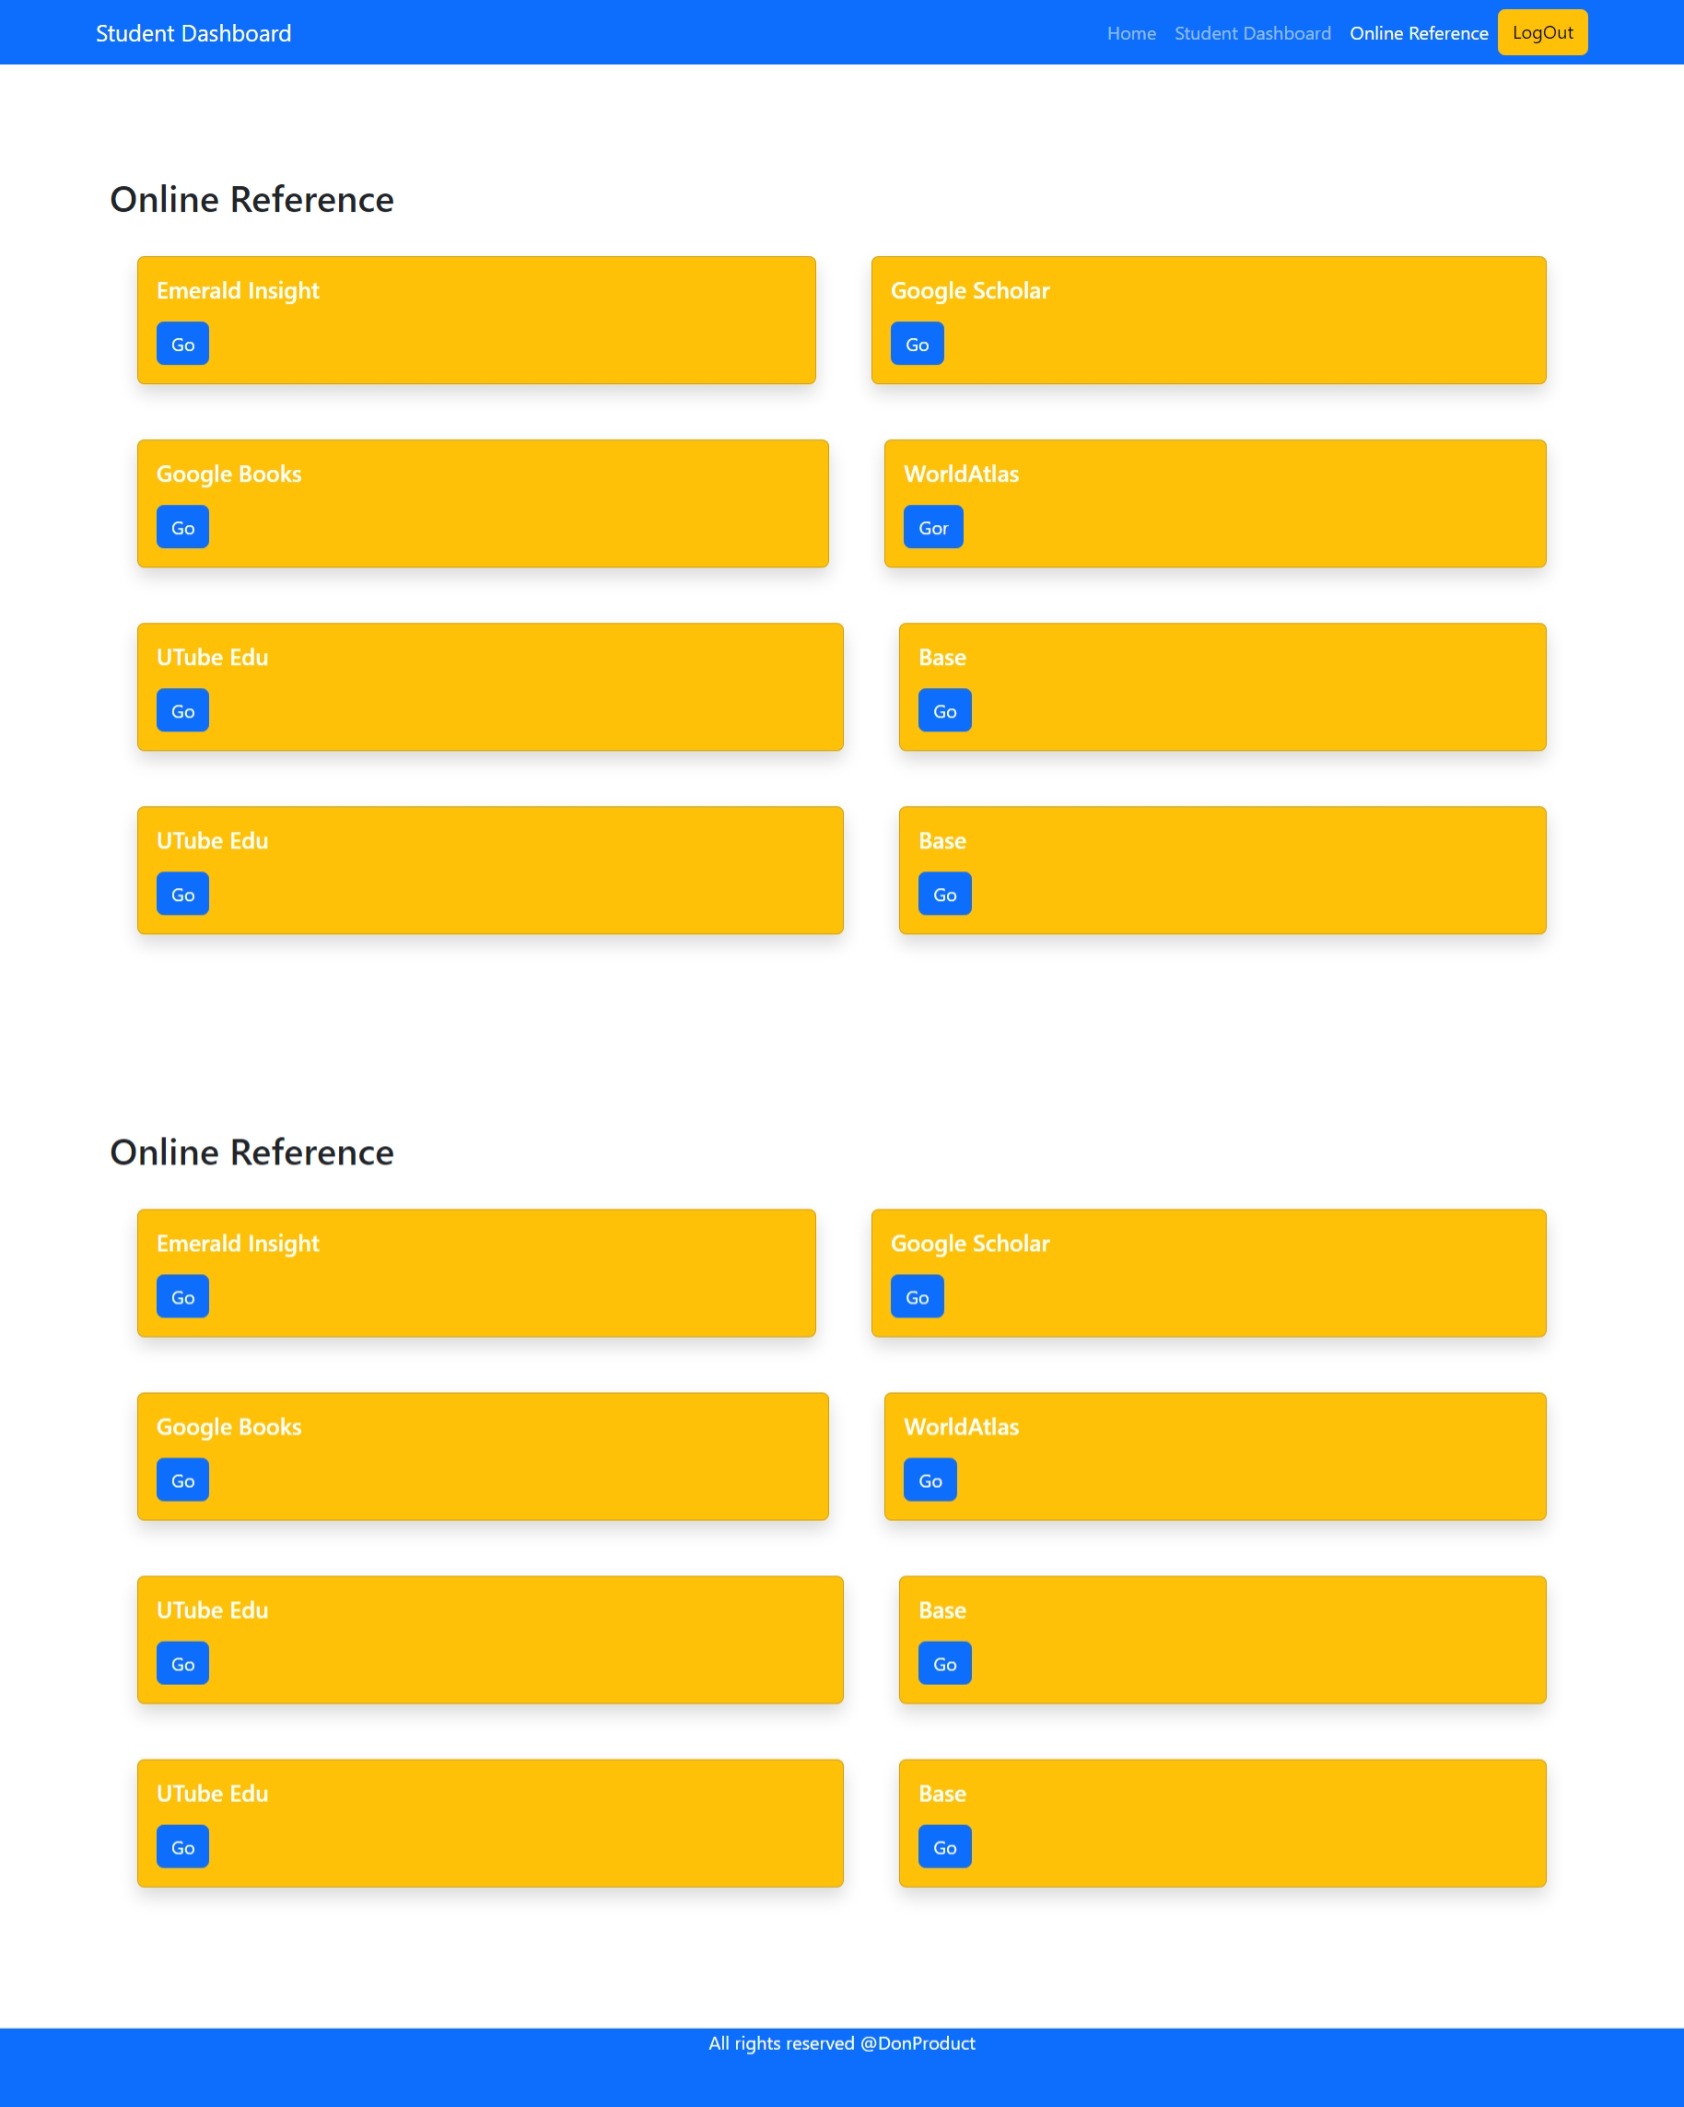 Student Dashboard
Home Student Dashboard Online Reference LogOut
Online Reference
Emerald Insight
Go
Google Scholar
Go
Google Books
Go
WorldAtlas
Gor
UTube Edu
Go
Base
Go
UTube Edu
Go
Base
Go
Online Reference
Emerald Insight
Go
Google Scholar
Go
Google Books
Go
WorldAtlas
Go
UTube Edu
Go
Base
Go
UTube Edu
Go
Base
Go
All rights reserved @DonProduct